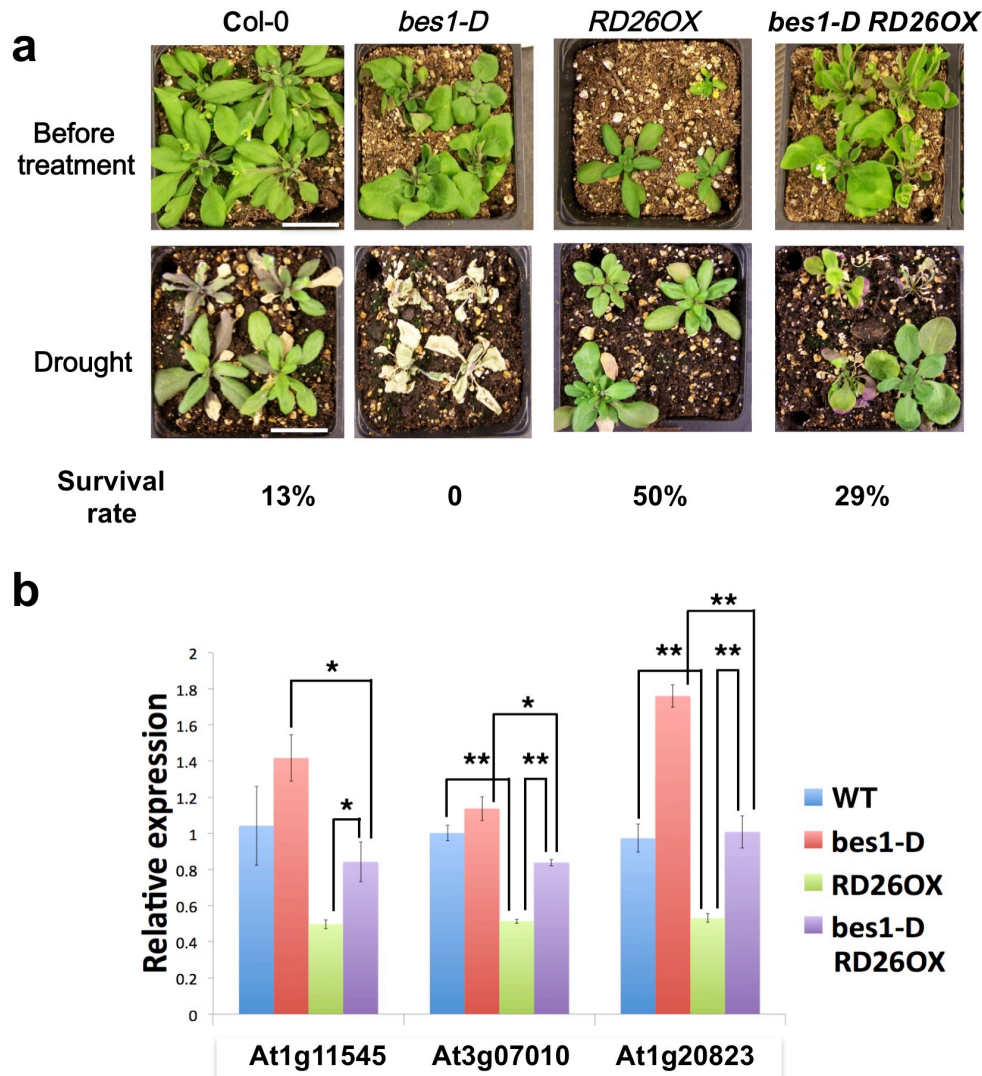 a
Col-0 bes1-D RD26OX bes1-D RD26OX
Before
treatment
Drought
Survival
rate
13% 0 50% 29%
b
** 
* ** **
* ** **
*
Relative expression
2
1.8
1.6
1.4
1.2
1
0.8
0.6
0.4
0.2
0
At1g11545 At3g07010 At1g20823
WT
bes1-D
RD26OX
bes1-D
RD26OX